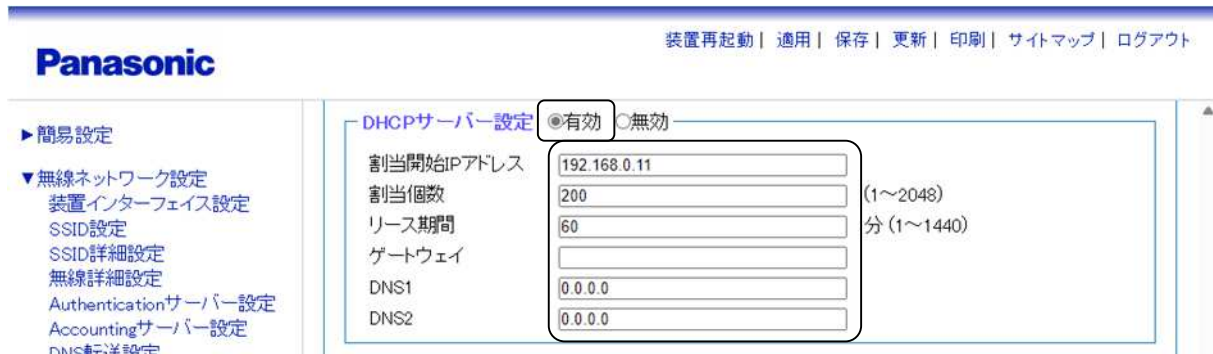 装置再起動| 適用| 保存| 更新| 印刷| サイトマップ| ログアウト
Panasonic
▶簡易設定
▼無線ネットワーク設定
装置インターフェイス設定
SSID設定
SSID詳細設定
無線詳細設定
Authenticationサーバー設定
Accountingサーバー設定
DNS転送設定
DHCPサーバー設定 ◉有効 ○無効
割当開始IPアドレス 192.168.0.11
割当個数 200 (1～2048)
リース期間 60 分(1～1440)
ゲートウェイ
DNS1 0.0.0.0
DNS2 0.0.0.0